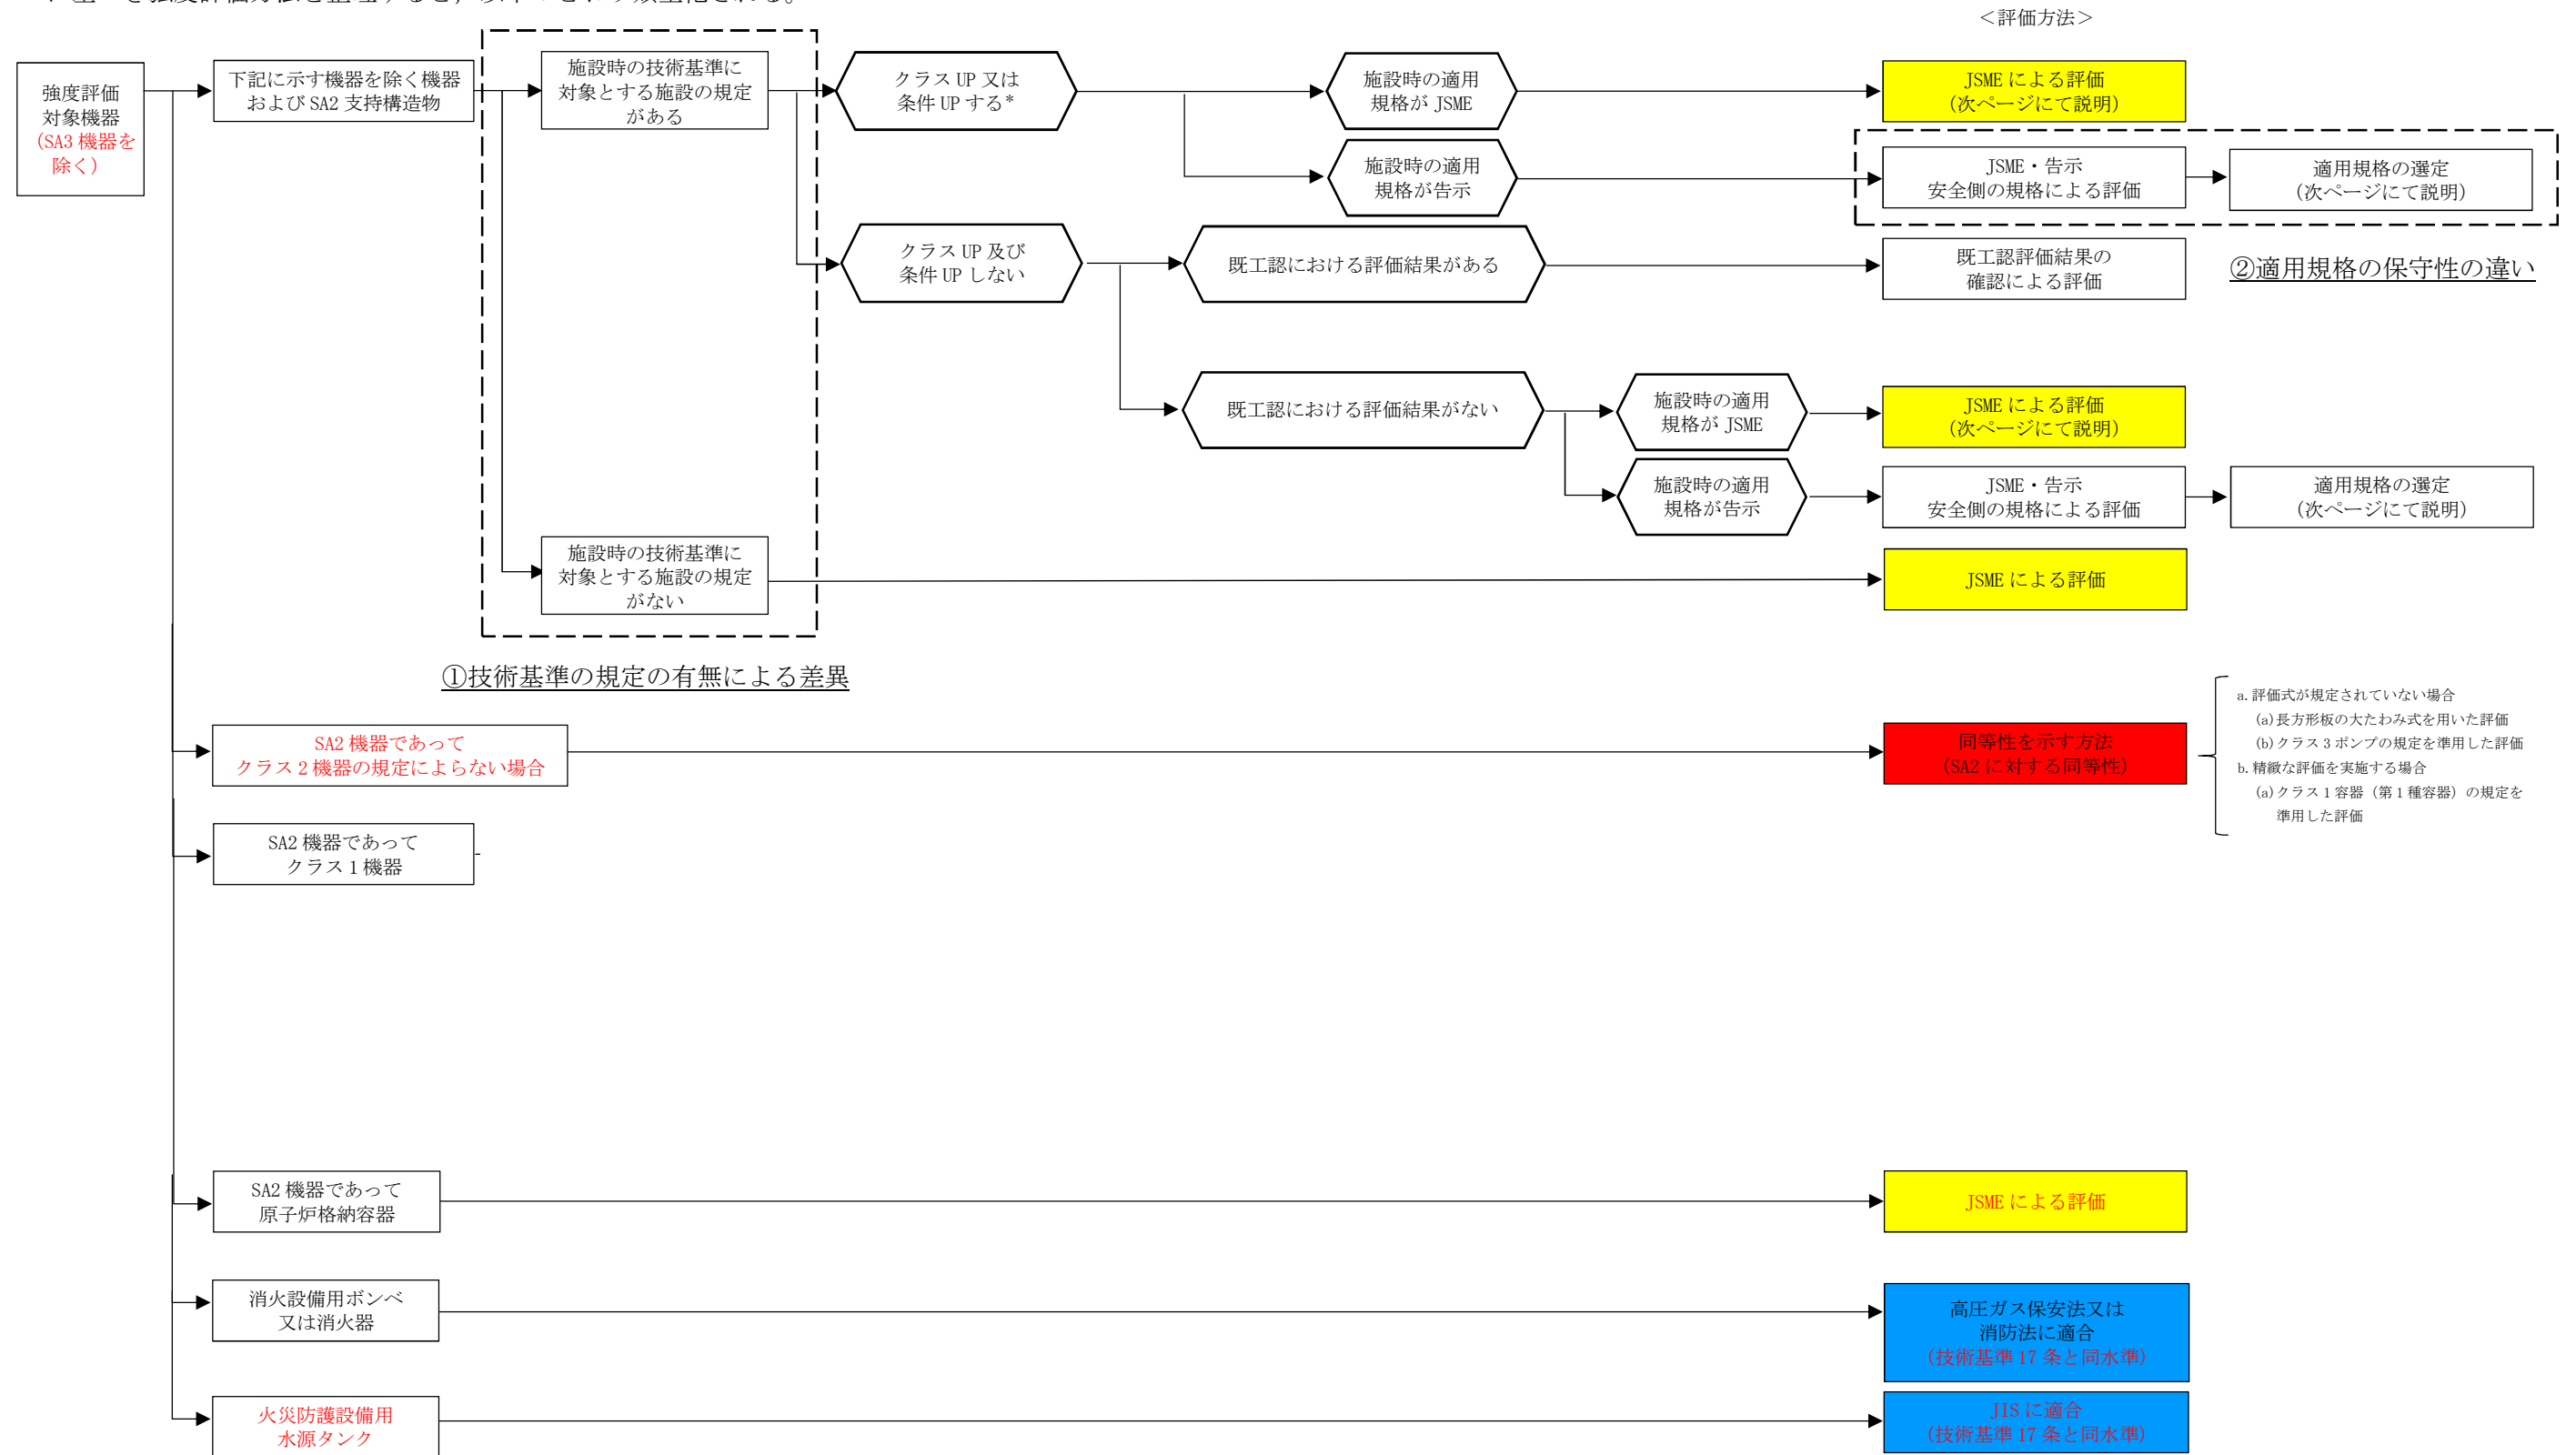 ＜評価方法＞
強度評価
対象機器
(SA3 機器を
除く)
下記に示す機器を除く機器
および SA2 支持構造物
施設時の技術基準に
対象とする施設の規定
がある
クラス UP 又は
条件 UP する*
施設時の適用
規格が JSME
JSME による評価
(次ページにて説明)
施設時の適用
規格が告示
JSME・告示
安全側の規格による評価
適用規格の選定
(次ページにて説明)
クラス UP 及び
条件 UP しない
既工認における評価結果がある
既工認評価結果の
確認による評価
②適用規格の保守性の違い
既工認における評価結果がない
施設時の適用
規格が JSME
JSME による評価
(次ページにて説明)
施設時の適用
規格が告示
JSME・告示
安全側の規格による評価
適用規格の選定
(次ページにて説明)
施設時の技術基準に
対象とする施設の規定
がない
JSME による評価
①技術基準の規定の有無による差異
SA2 機器であって
クラス 2 機器の規定によらない場合
同等性を示す方法
(SA2 に対する同等性)
a. 評価式が規定されていない場合
(a) 長方形板の大たわみ式を用いた評価
(b) クラス 3 ポンプの規定を準用した評価
b. 精緻な評価を実施する場合
(a) クラス 1 容器（第 1 種容器）の規定を
準用した評価
SA2 機器であって
クラス 1 機器
SA2 機器であって
原子炉格納容器
JSME による評価
消火設備用ボンベ
又は消火器
高圧ガス保安法又は
消防法に適合
(技術基準 17 条と同水準)
火災防護設備用
水源タンク
JIS に適合
(技術基準 17 条と同水準)